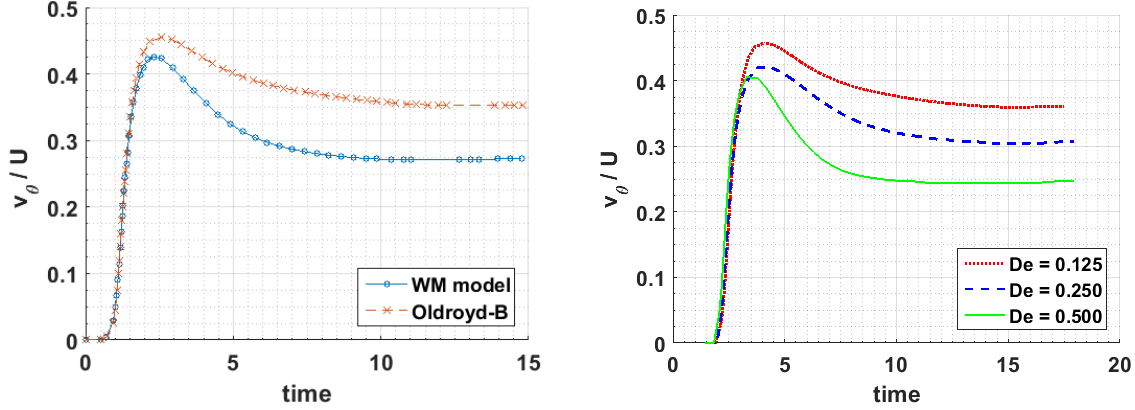 0.5
0.4
0.3
0.2
0.1
0
v_θ / U
0 5 10 15
time
WM model
Oldroyd-B
0.5
0.4
0.3
0.2
0.1
0
v_θ / U
0 5 10 15 20
time
De = 0.125
De = 0.250
De = 0.500